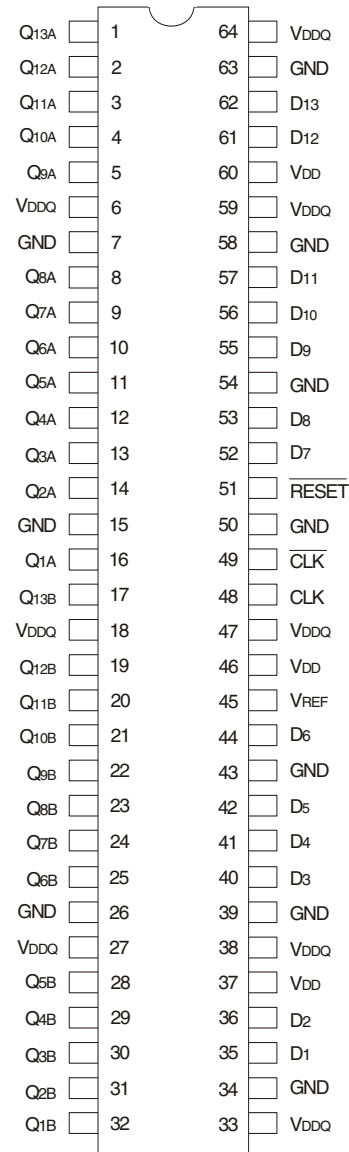 Q13A 1 64 VDDQ
Q12A 2 63 GND
Q11A 3 62 D13
Q10A 4 61 D12
Q9A 5 60 VDD
VDDQ 6 59 VDDQ
GND 7 58 GND
Q8A 8 57 D11
Q7A 9 56 D10
Q6A 10 55 D9
Q5A 11 54 GND
Q4A 12 53 D8
Q3A 13 52 D7
Q2A 14 51 RESET
GND 15 50 GND
Q1A 16 49 CLK
Q13B 17 48 CLK
VDDQ 18 47 VDDQ
Q12B 19 46 VDD
Q11B 20 45 VREF
Q10B 21 44 D6
Q9B 22 43 GND
Q8B 23 42 D5
Q7B 24 41 D4
Q6B 25 40 D3
GND 26 39 GND
VDDQ 27 38 VDDQ
Q5B 28 37 VDD
Q4B 29 36 D2
Q3B 30 35 D1
Q2B 31 34 GND
Q1B 32 33 VDDQ